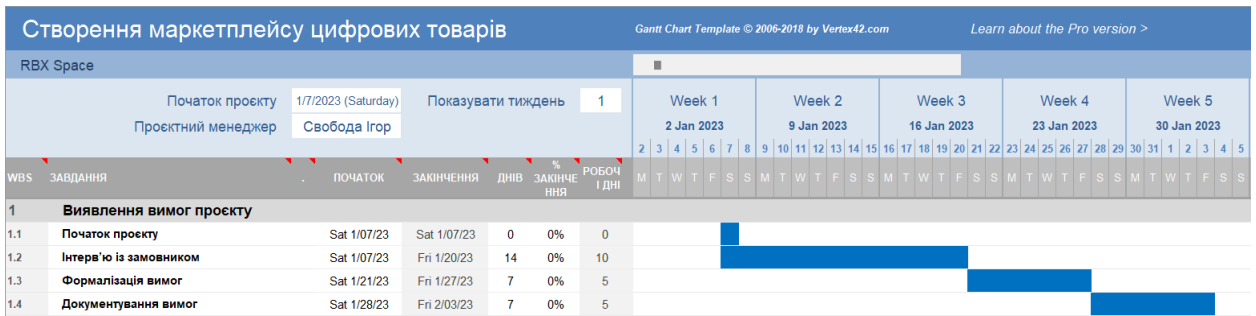 Створення маркетплейсу цифрових товарів Gantt Chart Template © 2006-2018 by Vertex42.com Learn about the Pro version >
RBX Space
Початок проєкту 1/7/2023 (Saturday) Показувати тиждень 1 Week 1 Week 2 Week 3 Week 4 Week 5
Проєктний менеджер Свобода Ігор 2 Jan 2023 9 Jan 2023 16 Jan 2023 23 Jan 2023 30 Jan 2023
2 3 4 5 6 7 8 9 10 11 12 13 14 15 16 17 18 19 20 21 22 23 24 25 26 27 28 29 30 31 1 2 3 4 5
WBS ЗАВДАННЯ . ПОЧАТОК ЗАКІНЧЕННЯ ДНІВ % ЗАКІНЧЕ ННЯ РОБОЧ І ДНІ M T W T F S S M T W T F S S M T W T F S S M T W T F S S M T W T F S S
1 Виявлення вимог проєкту
1.1 Початок проєкту Sat 1/07/23 Sat 1/07/23 0 0% 0
1.2 Інтерв’ю із замовником Sat 1/07/23 Fri 1/20/23 14 0% 10
1.3 Формалізація вимог Sat 1/21/23 Fri 1/27/23 7 0% 5
1.4 Документування вимог Sat 1/28/23 Fri 2/03/23 7 0% 5